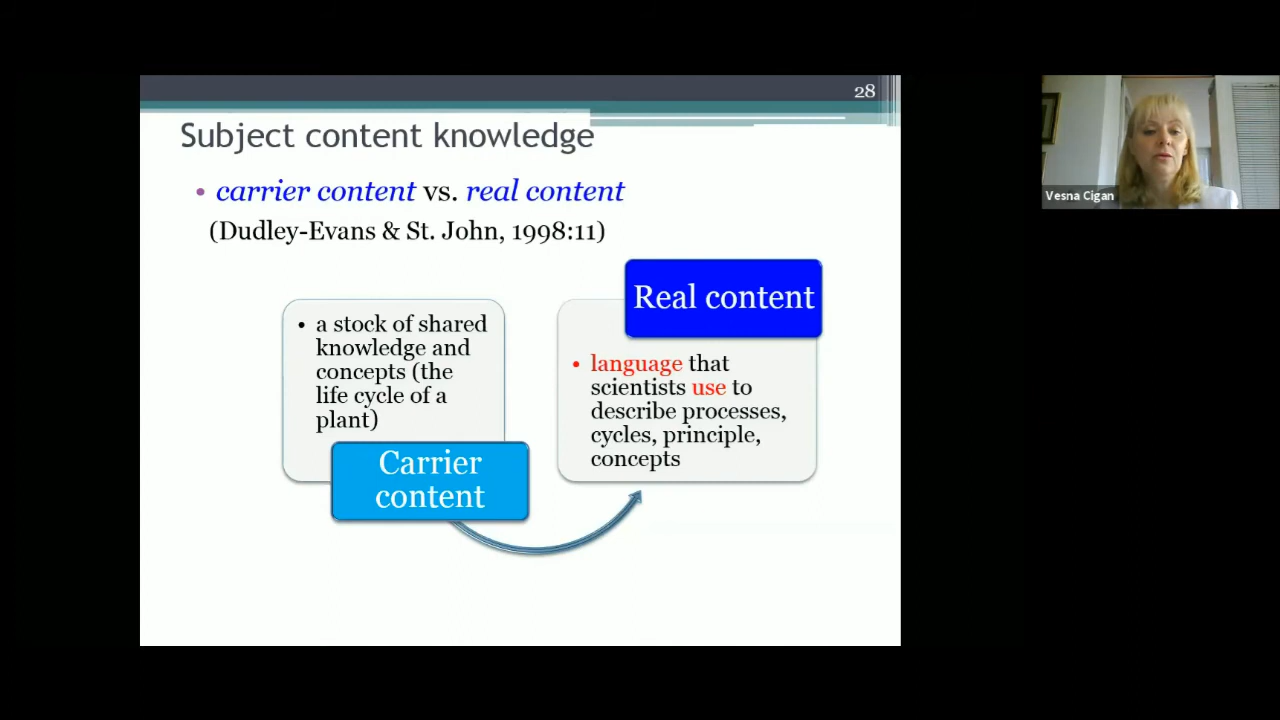 28
Subject content knowledge
• carrier content vs. real content
(Dudley-Evans & St. John, 1998:11)
• a stock of shared
knowledge and
concepts (the
life cycle of a
plant)
Carrier
content
Real content
• language that
scientists use to
describe processes,
cycles, principle,
concepts
Vesna Cigan